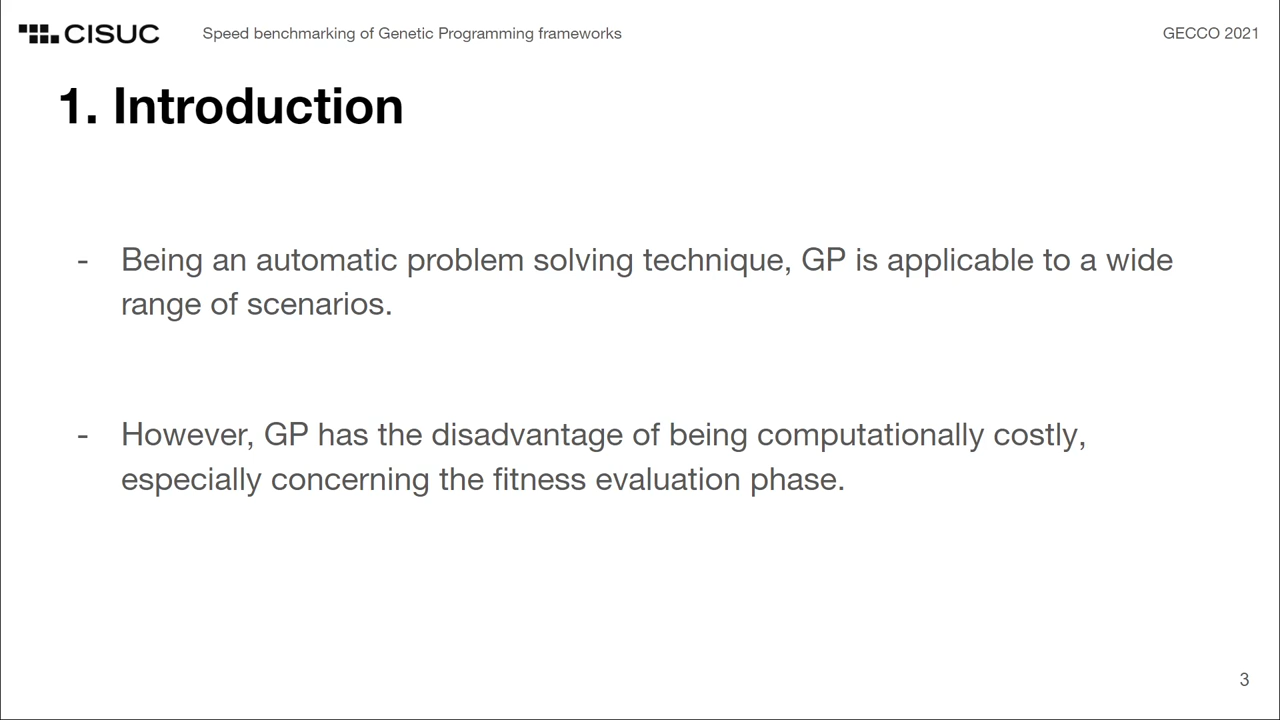 CISUC
Speed benchmarking of Genetic Programming frameworks
GECCO 2021
1. Introduction
- Being an automatic problem solving technique, GP is applicable to a wide
range of scenarios.
- However, GP has the disadvantage of being computationally costly,
especially concerning the fitness evaluation phase.
3